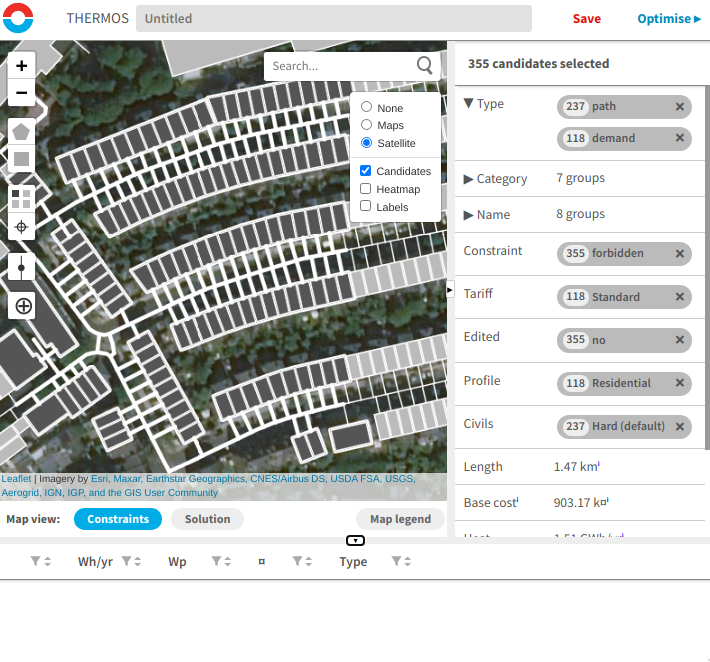 THERMOS Untitled Save Optimise ▸
+
−
Search...
None
Maps
Satellite
Candidates
Heatmap
Labels
Leaflet | Imagery by Esri, Maxar, Earthstar Geographics, CNES/Airbus DS, USDA FSA, USGS,
Aerogrid, IGN, IGP, and the GIS User Community
Map view: Constraints Solution Map legend
355 candidates selected
▼ Type 237 path ×
118 demand ×
▶ Category 7 groups
▶ Name 8 groups
Constraint 355 forbidden ×
Tariff 118 Standard ×
Edited 355 no ×
Profile 118 Residential ×
Civils 237 Hard (default) ×
Length 1.47 kmⁱ
Base costⁱ 903.17 k¤ⁱ
Wh/yr Wp ¤ Type